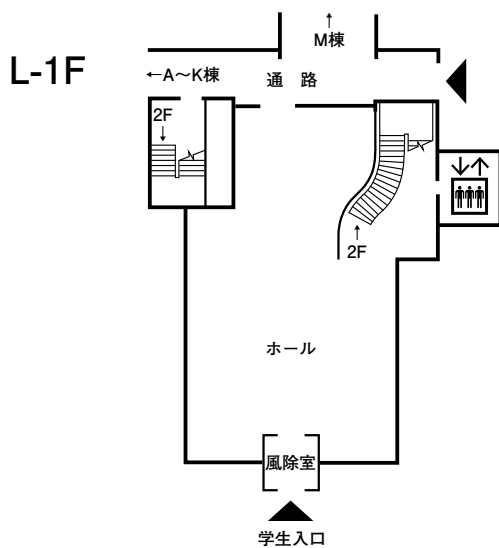 ↑
M棟
L-1F
←A〜K棟
通 路
2F
↓
↓↑
↑
2F
ホール
風除室
学生入口